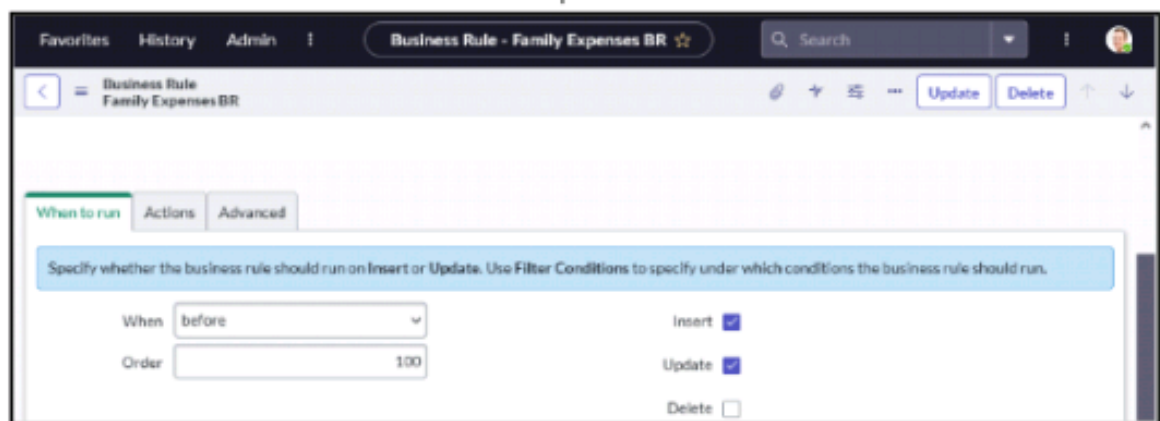 Favorites History Admin Business Rule - Family Expenses BR Search
Business Rule
Family Expenses BR
Update Delete
When to run Actions Advanced
Specify whether the business rule should run on Insert or Update. Use Filter Conditions to specify under which conditions the business rule should run.
When before Insert
Order 100 Update
Delete